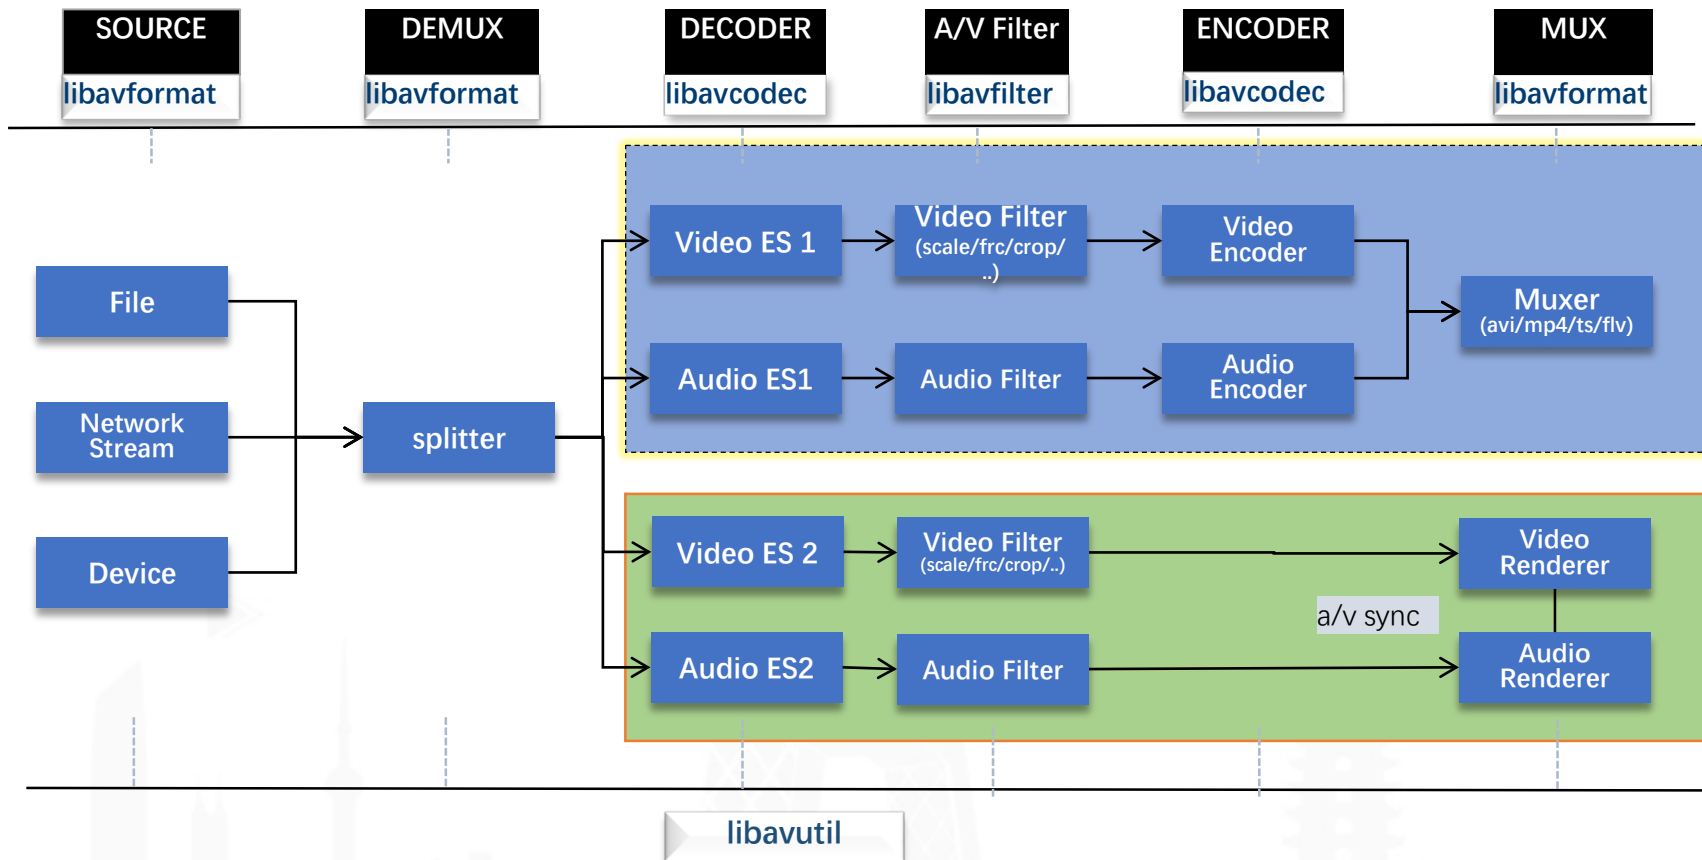 SOURCE
DEMUX
DECODER
A/V Filter
ENCODER
MUX
libavformat
libavformat
libavcodec
libavfilter
libavcodec
libavformat
File
Network
Stream
Device
splitter
Video ES 1
Video Filter
(scale/frc/crop/
..)
Video
Encoder
Audio ES1
Audio Filter
Audio
Encoder
Muxer
(avi/mp4/ts/flv)
Video ES 2
Video Filter
(scale/frc/crop/..)
Video
Renderer
a/v sync
Audio ES2
Audio Filter
Audio
Renderer
libavutil